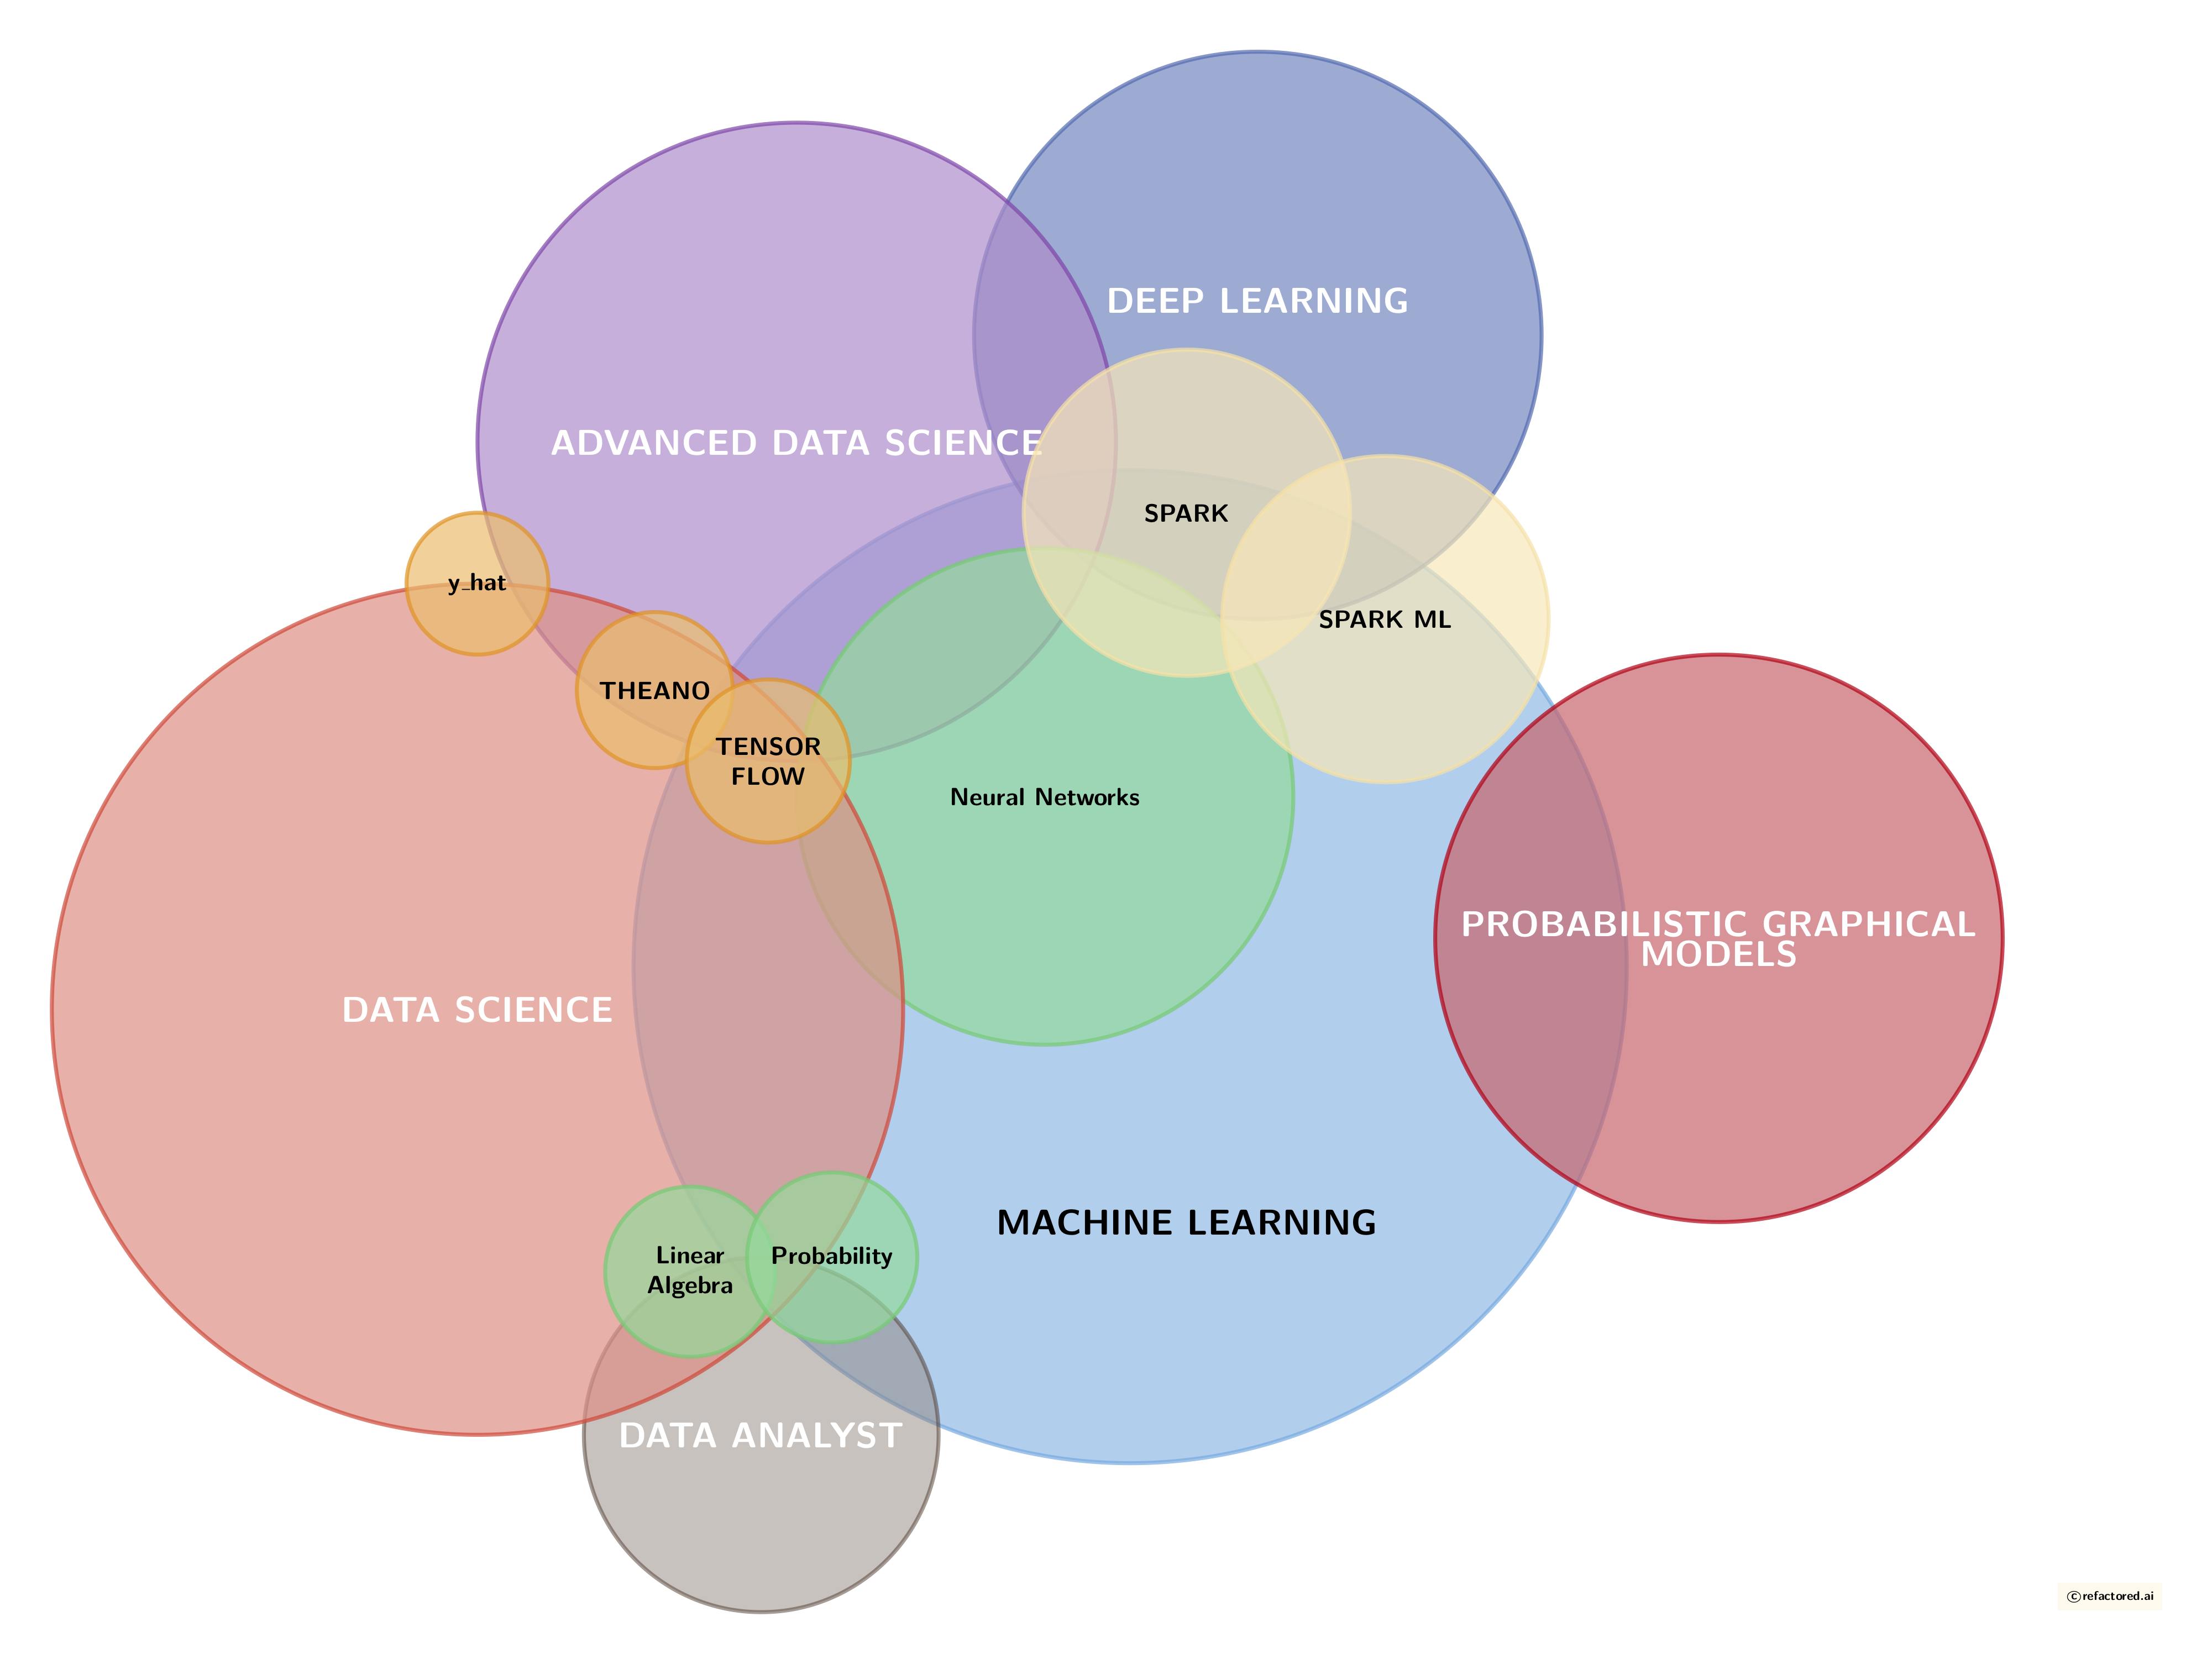 DEEP LEARNING
ADVANCED DATA SCIENCE
SPARK
y_hat
SPARK ML
THEANO
TENSOR
FLOW
Neural Networks
PROBABILISTIC GRAPHICAL
MODELS
DATA SCIENCE
MACHINE LEARNING
Linear
Algebra
Probability
DATA ANALYST
©refactored.ai